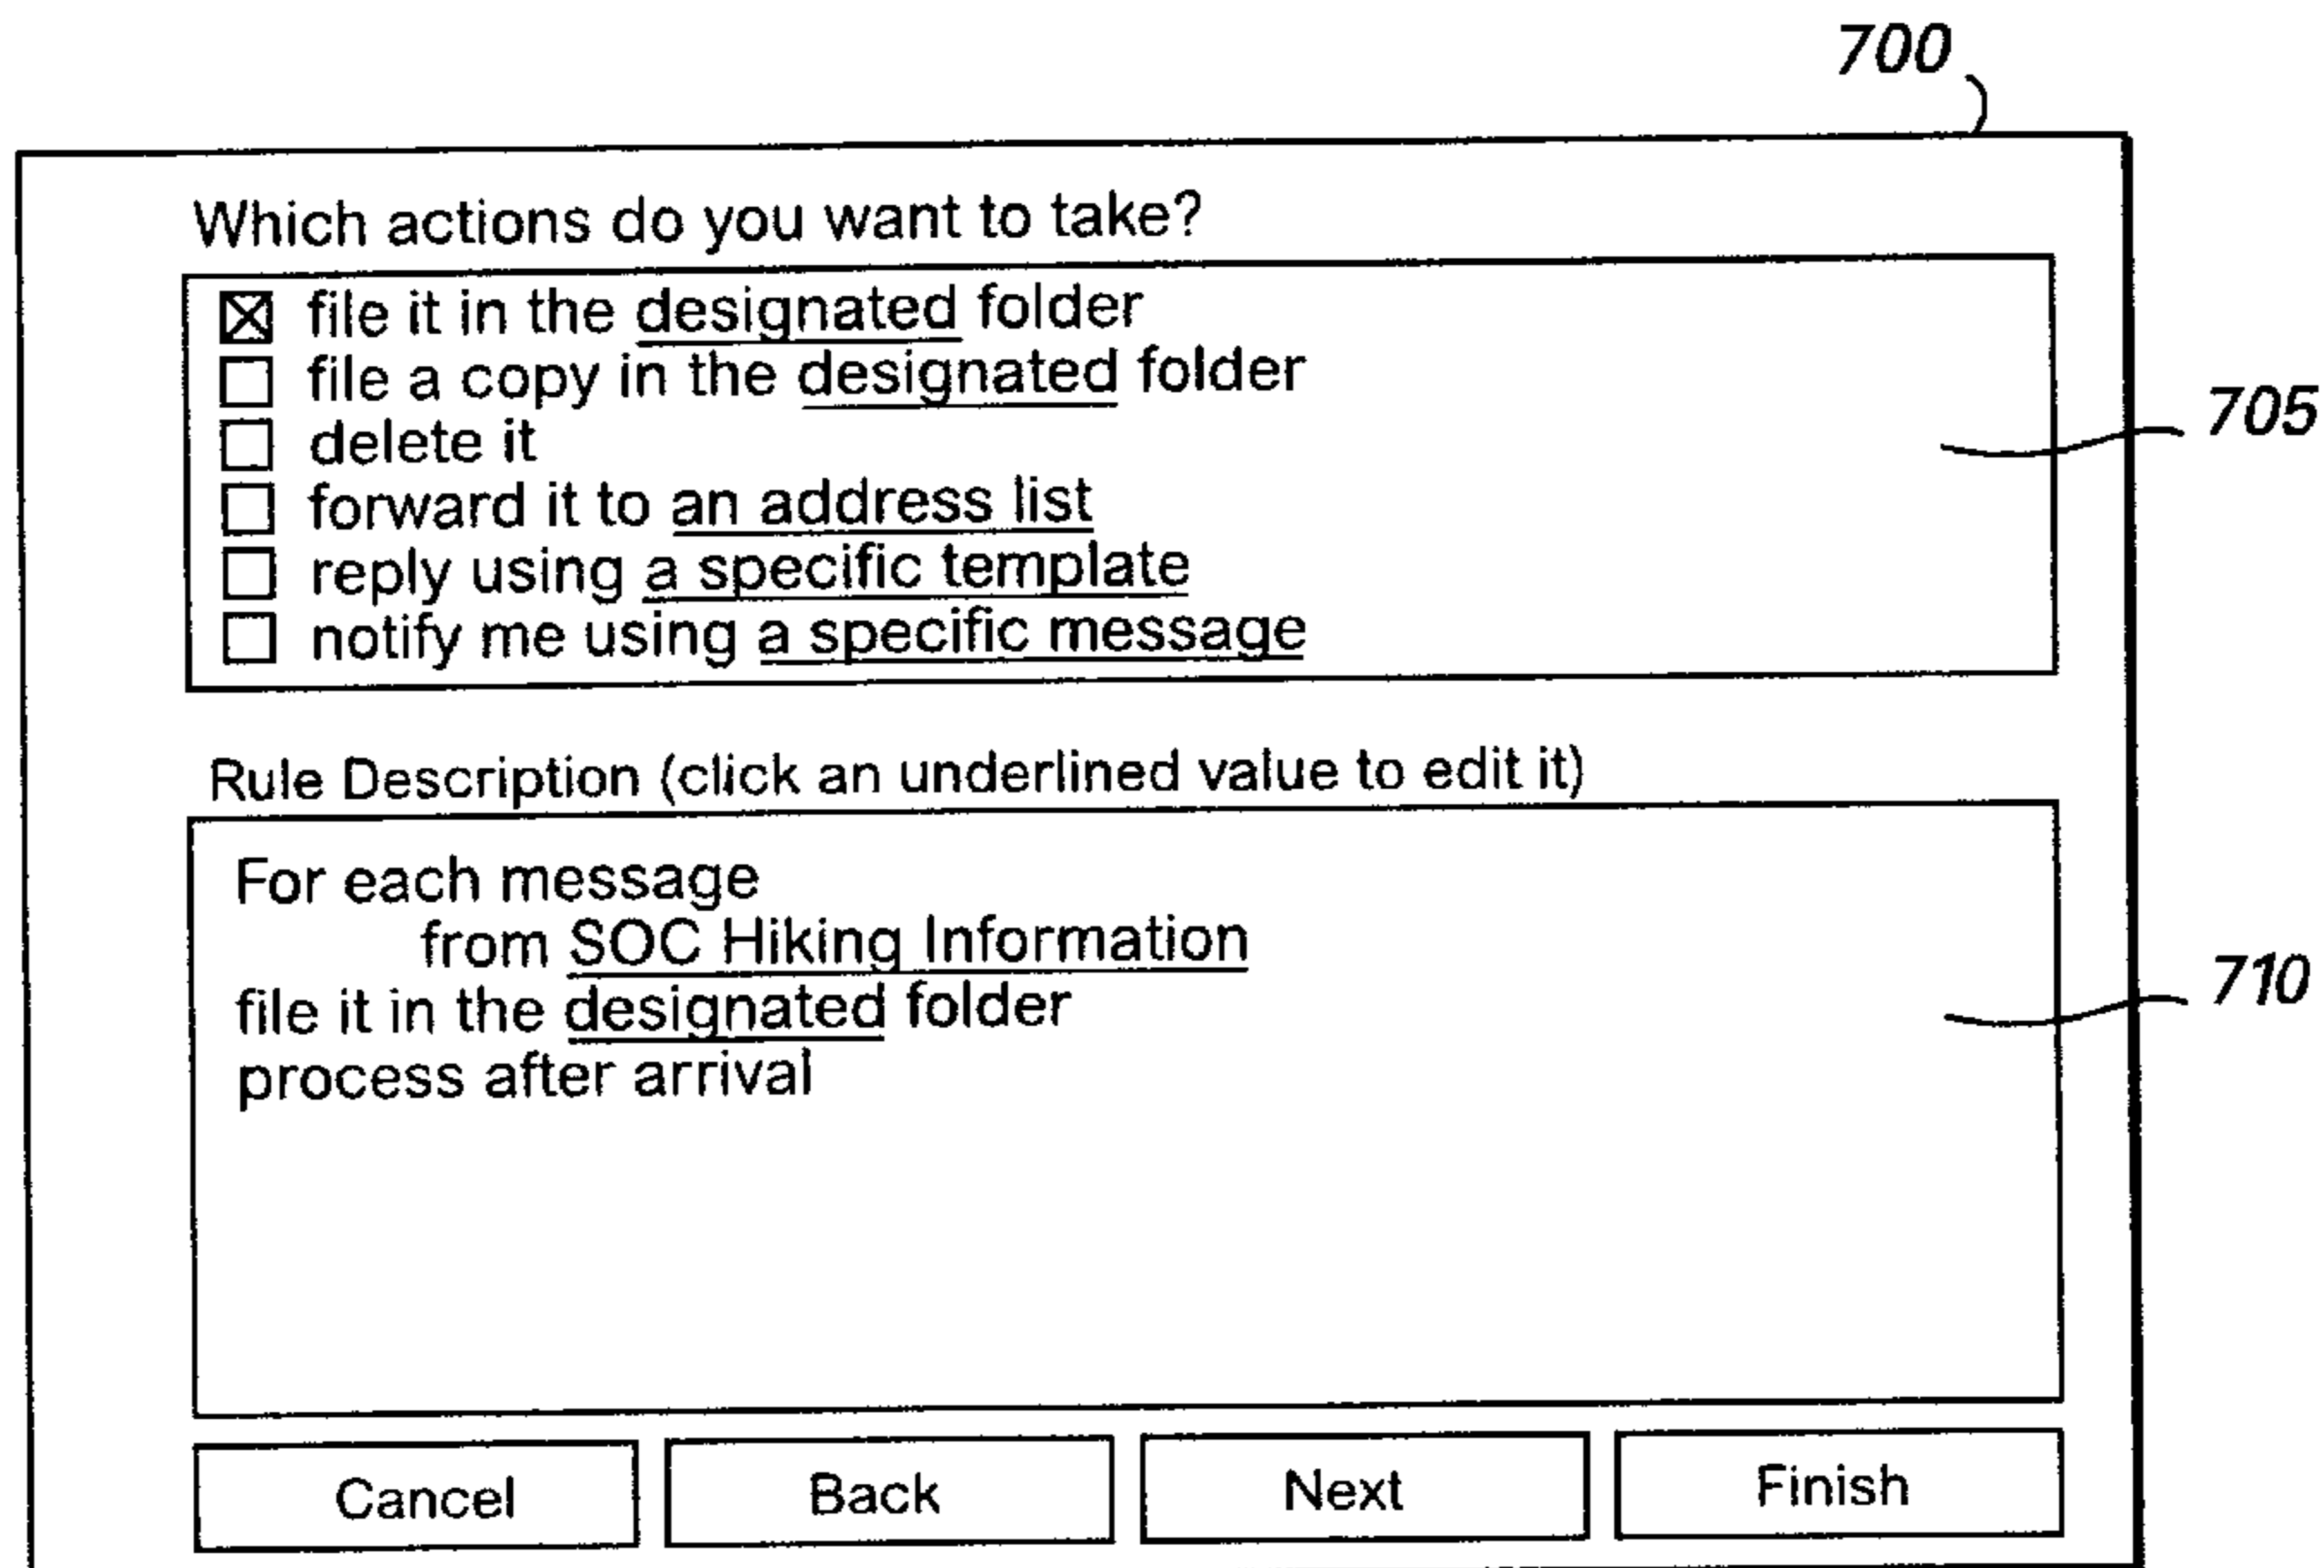 700
Which actions do you want to take?
file it in the designated folder
file a copy in the designated folder
delete it
705
forward it to an address list
reply using a specific template
notify me using a specific message
Rule Description (click an underlined value to edit it)
For each message
from SOC Hiking Information
710
file it in the designated folder
process after arrival
Cancel
Back
Next
Finish